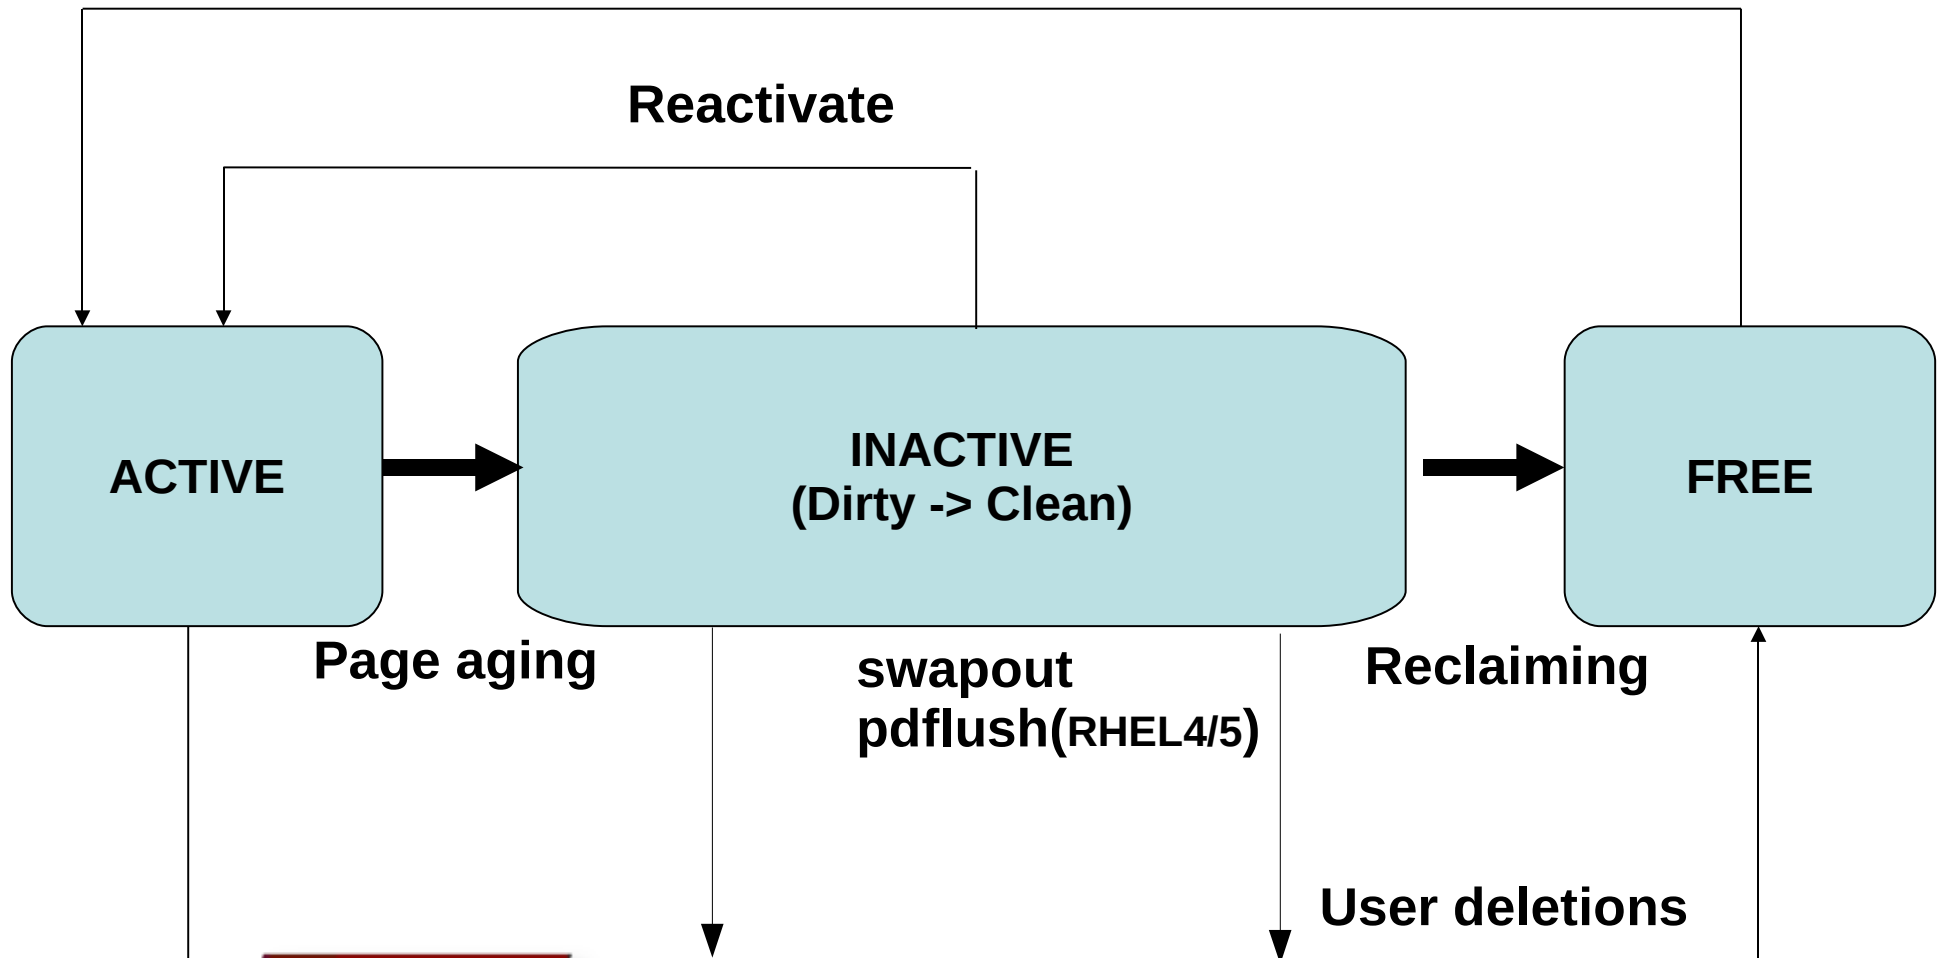 Reactivate
ACTIVE
INACTIVE
(Dirty -> Clean)
FREE
Page aging
swapout
pdflush(RHEL4/5)
Reclaiming
User deletions